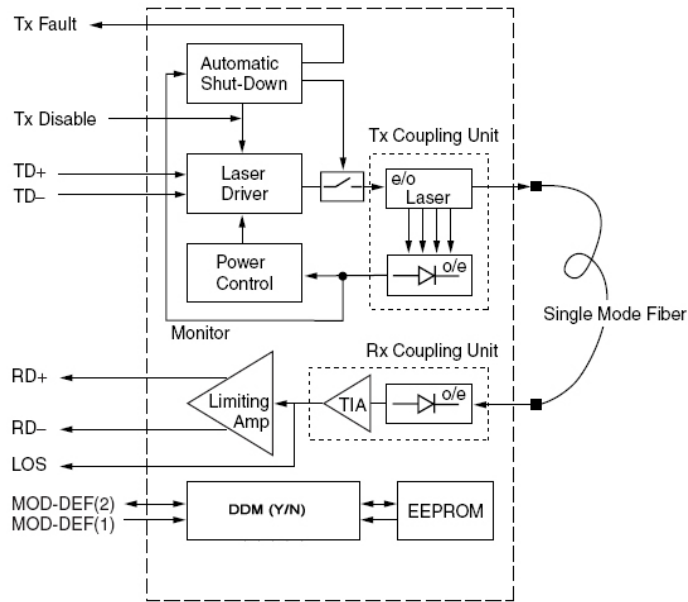 Tx Fault
Automatic
Shut-Down
Tx Disable
Tx Coupling Unit
TD+
TD–
Laser
Driver
e/o
Laser
Power
Control
o/e
Monitor
Single Mode Fiber
Rx Coupling Unit
RD+
RD–
Limiting
Amp
TIA
o/e
LOS
MOD-DEF(2)
MOD-DEF(1)
DDM (Y/N)
EEPROM